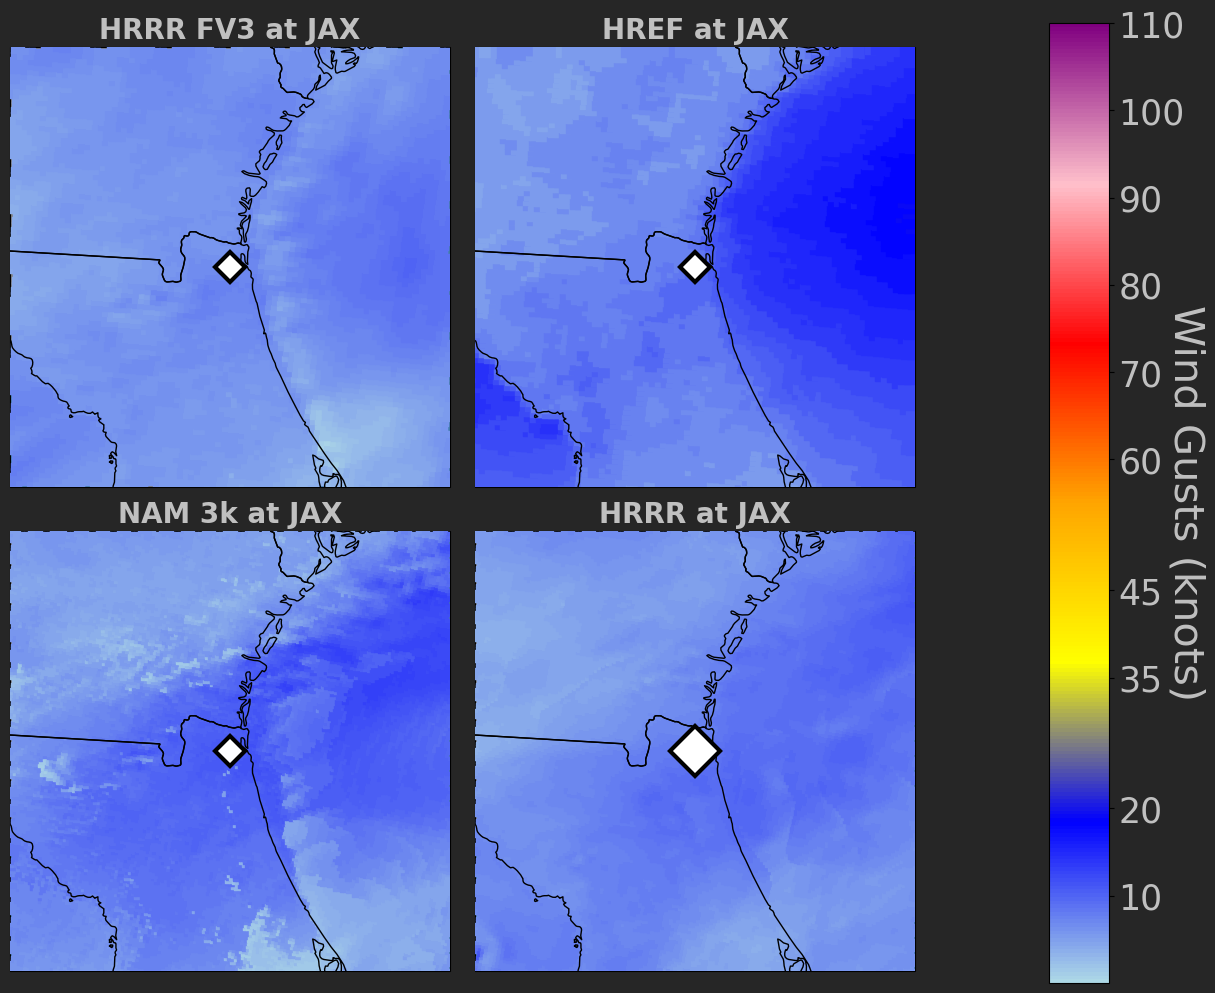 HRRR FV3 at JAX
HREF at JAX
NAM 3k at JAX
HRRR at JAX
110
100
90
80
70
60
45
35
20
10
Wind Gusts (knots)